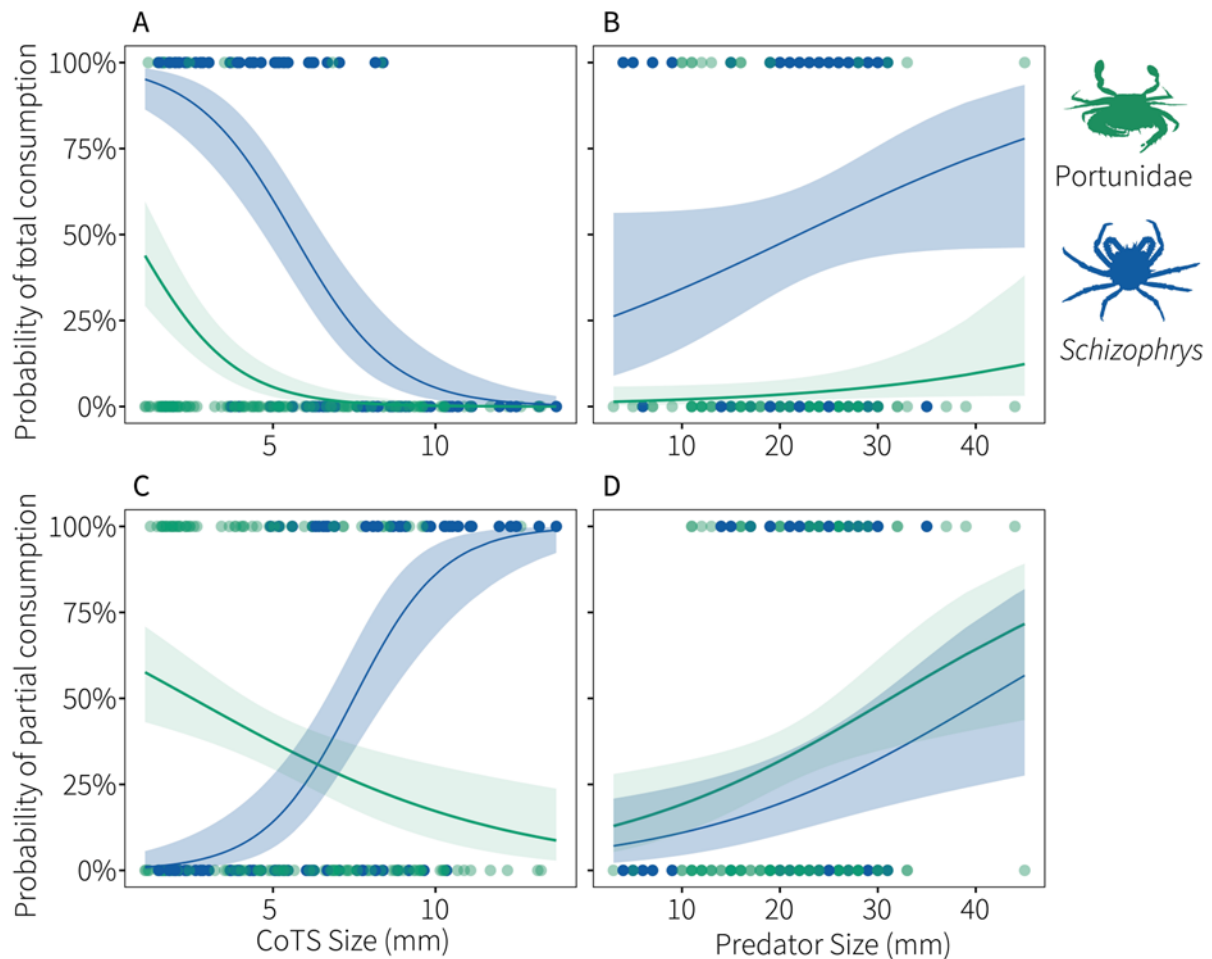 A
B
Probability of total consumption
100%
75%
50%
25%
0%
5
10
10
20
30
40
Portunidae
Schizophrys
C
D
Probability of partial consumption
100%
75%
50%
25%
0%
5
10
10
20
30
40
CoTS Size (mm)
Predator Size (mm)